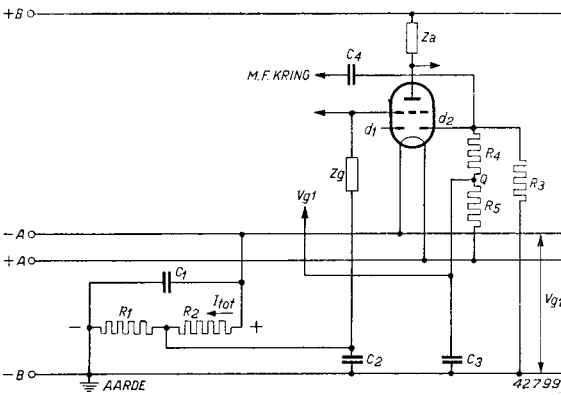 +B
Za
C4
M.F. KRING
d1
d2
R4
Zg
Q
R3
Vg1
R5
-A
+A
C1
Vg1
Itot
R1
R2
-
+
C2
C3
-B
AARDE
42799